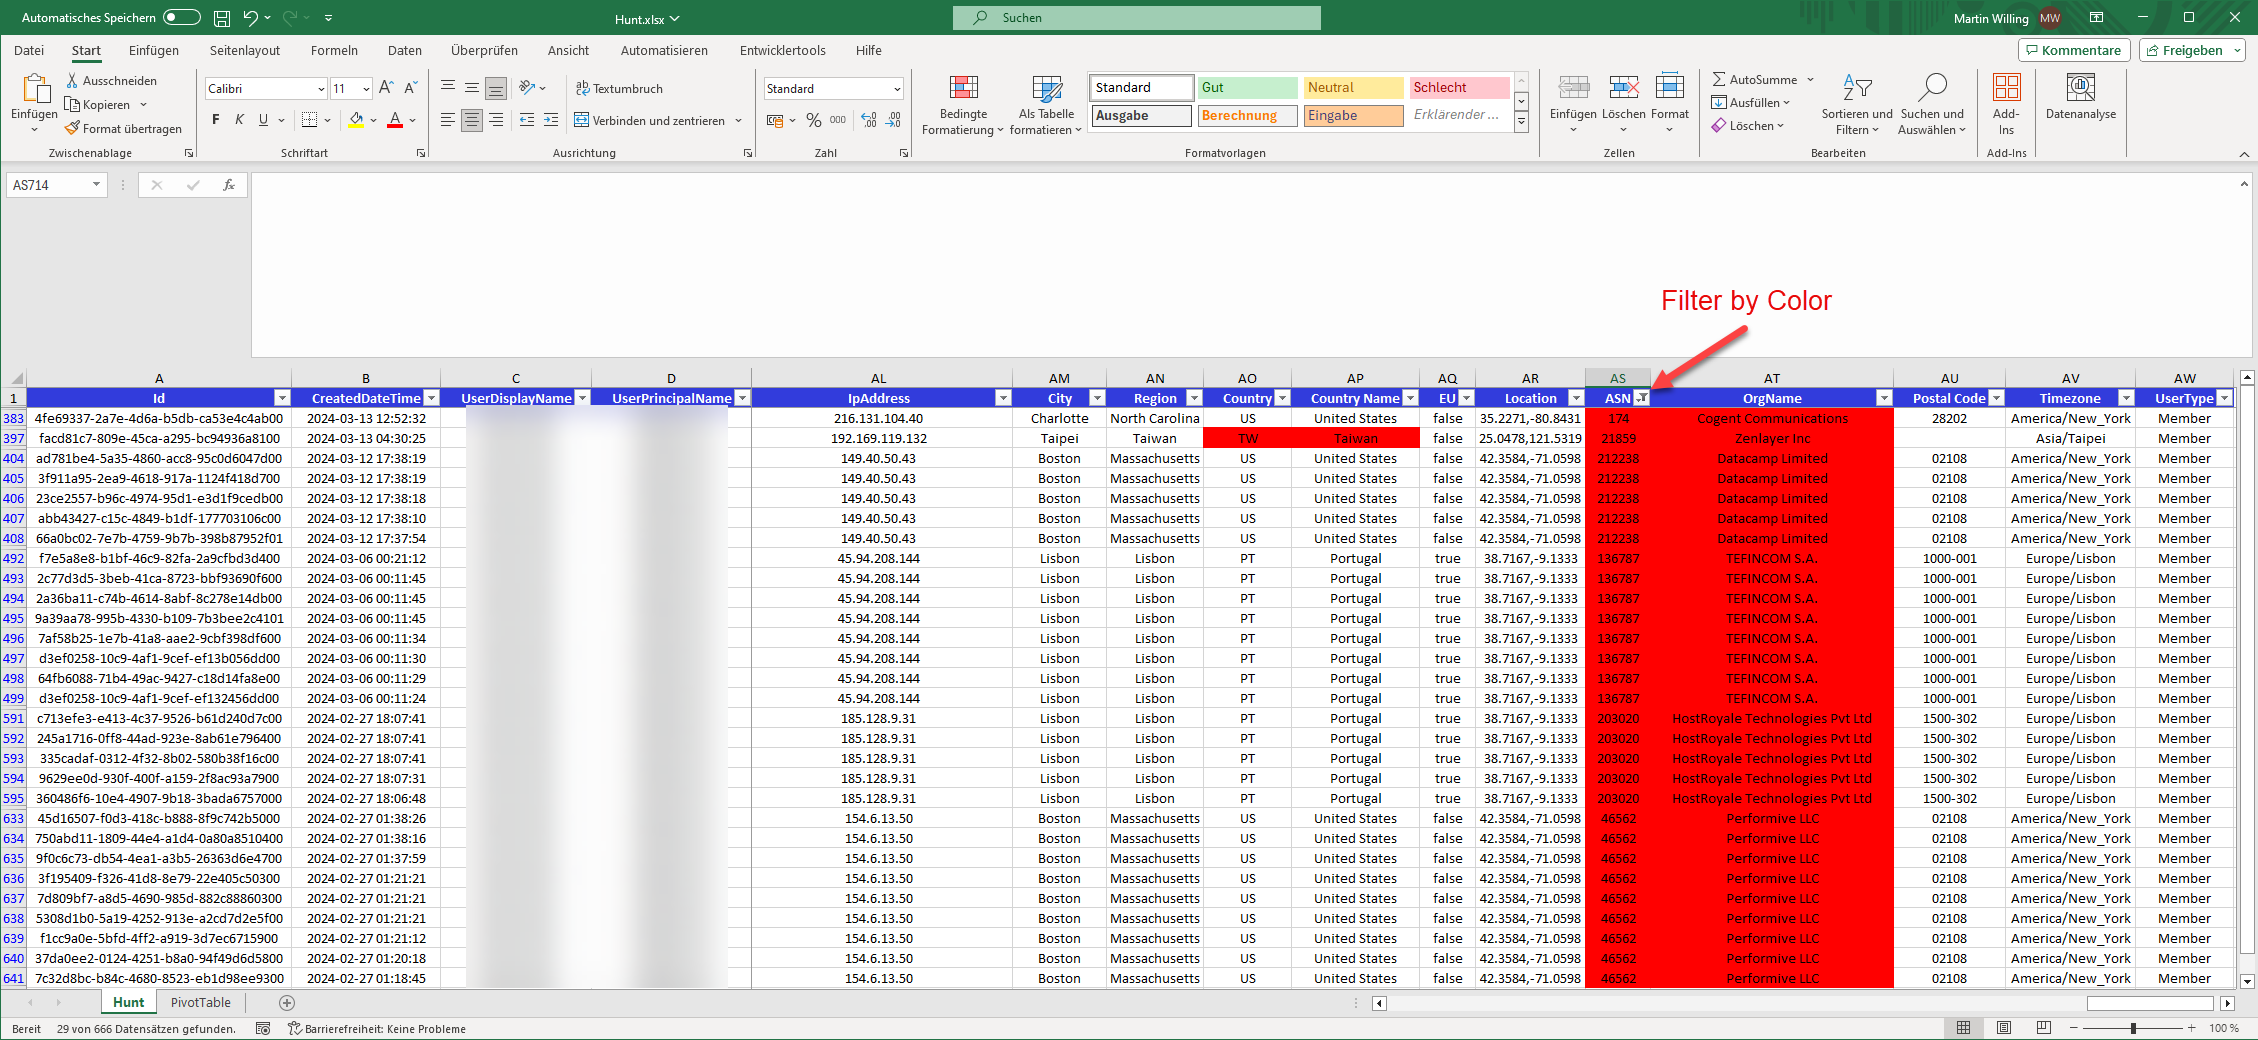 Automatisches Speichern Hunt.xlsx Suchen Martin Willing MW
Datei Start Einfügen Seitenlayout Formeln Daten Überprüfen Ansicht Automatisieren Entwicklertools Hilfe Kommentare Freigeben
Einfügen Ausschneiden Kopieren Format übertragen Zwischenablage
Calibri 11 F K U Schriftart
Textumbruch Verbinden und zentrieren Ausrichtung
Standard % 000 Zahl
Bedingte Formatierung Als Tabelle formatieren
Standard Gut Neutral Schlecht
Ausgabe Berechnung Eingabe Erklärender ...
Formatvorlagen
Einfügen Löschen Format Zellen
AutoSumme Ausfüllen Löschen Sortieren und Filtern Suchen und Auswählen Bearbeiten
Add-Ins Add-Ins
Datenanalyse
AS714 fx
Filter by Color
A B C D AL AM AN AO AP AQ AR AS AT AU AV AW
1 Id CreatedDateTime UserDisplayName UserPrincipalName IpAddress City Region Country Country Name EU Location ASN OrgName Postal Code Timezone UserType
383 4fe69337-2a7e-4d6a-b5db-ca53e4c4ab00 2024-03-13 12:52:32 216.131.104.40 Charlotte North Carolina US United States false 35.2271,-80.8431 174 Cogent Communications 28202 America/New_York Member
397 facd81c7-809e-45ca-a295-bc94936a8100 2024-03-13 04:30:25 192.169.119.132 Taipei Taiwan TW Taiwan false 25.0478,121.5319 21859 Zenlayer Inc Asia/Taipei Member
404 ad781be4-5a35-4860-acc8-95c0d6047d00 2024-03-12 17:38:19 149.40.50.43 Boston Massachusetts US United States false 42.3584,-71.0598 212238 Datacamp Limited 02108 America/New_York Member
405 3f911a95-2ea9-4618-917a-1124f418d700 2024-03-12 17:38:19 149.40.50.43 Boston Massachusetts US United States false 42.3584,-71.0598 212238 Datacamp Limited 02108 America/New_York Member
406 23ce2557-b96c-4974-95d1-e3d1f9cedb00 2024-03-12 17:38:18 149.40.50.43 Boston Massachusetts US United States false 42.3584,-71.0598 212238 Datacamp Limited 02108 America/New_York Member
407 abb43427-c15c-4849-b1df-177703106c00 2024-03-12 17:38:10 149.40.50.43 Boston Massachusetts US United States false 42.3584,-71.0598 212238 Datacamp Limited 02108 America/New_York Member
408 66a0bc02-7e7b-4759-9b7b-398b87952f01 2024-03-12 17:37:54 149.40.50.43 Boston Massachusetts US United States false 42.3584,-71.0598 212238 Datacamp Limited 02108 America/New_York Member
492 f7e5a8e8-b1bf-46c9-82fa-2a9cfbd3d400 2024-03-06 00:21:12 45.94.208.144 Lisbon Lisbon PT Portugal true 38.7167,-9.1333 136787 TEFINCOM S.A. 1000-001 Europe/Lisbon Member
493 2c77d3d5-3beb-41ca-8723-bbf93690f600 2024-03-06 00:11:45 45.94.208.144 Lisbon Lisbon PT Portugal true 38.7167,-9.1333 136787 TEFINCOM S.A. 1000-001 Europe/Lisbon Member
494 2a36ba11-c74b-4614-8abf-8c278e14db00 2024-03-06 00:11:45 45.94.208.144 Lisbon Lisbon PT Portugal true 38.7167,-9.1333 136787 TEFINCOM S.A. 1000-001 Europe/Lisbon Member
495 9a39aa78-995b-4330-b109-7b3bee2c4101 2024-03-06 00:11:45 45.94.208.144 Lisbon Lisbon PT Portugal true 38.7167,-9.1333 136787 TEFINCOM S.A. 1000-001 Europe/Lisbon Member
496 7af58b25-1e7b-41a8-aae2-9cbf398df600 2024-03-06 00:11:34 45.94.208.144 Lisbon Lisbon PT Portugal true 38.7167,-9.1333 136787 TEFINCOM S.A. 1000-001 Europe/Lisbon Member
497 d3ef0258-10c9-4af1-9cef-ef13b056dd00 2024-03-06 00:11:30 45.94.208.144 Lisbon Lisbon PT Portugal true 38.7167,-9.1333 136787 TEFINCOM S.A. 1000-001 Europe/Lisbon Member
498 64fb6088-71b4-49ac-9427-c18d14fa8e00 2024-03-06 00:11:29 45.94.208.144 Lisbon Lisbon PT Portugal true 38.7167,-9.1333 136787 TEFINCOM S.A. 1000-001 Europe/Lisbon Member
499 d3ef0258-10c9-4af1-9cef-ef132456dd00 2024-03-06 00:11:24 45.94.208.144 Lisbon Lisbon PT Portugal true 38.7167,-9.1333 136787 TEFINCOM S.A. 1000-001 Europe/Lisbon Member
591 c713efe3-e413-4c37-9526-b61d240d7c00 2024-02-27 18:07:41 185.128.9.31 Lisbon Lisbon PT Portugal true 38.7167,-9.1333 203020 HostRoyale Technologies Pvt Ltd 1500-302 Europe/Lisbon Member
592 245a1716-0ff8-44ad-923e-8ab61e796400 2024-02-27 18:07:41 185.128.9.31 Lisbon Lisbon PT Portugal true 38.7167,-9.1333 203020 HostRoyale Technologies Pvt Ltd 1500-302 Europe/Lisbon Member
593 335cadaf-0312-4f32-8b02-580b38f16c00 2024-02-27 18:07:41 185.128.9.31 Lisbon Lisbon PT Portugal true 38.7167,-9.1333 203020 HostRoyale Technologies Pvt Ltd 1500-302 Europe/Lisbon Member
594 9629ee0d-930f-400f-a159-2f8ac93a7900 2024-02-27 18:07:31 185.128.9.31 Lisbon Lisbon PT Portugal true 38.7167,-9.1333 203020 HostRoyale Technologies Pvt Ltd 1500-302 Europe/Lisbon Member
595 360486f6-10e4-4907-9b18-3bada6757000 2024-02-27 18:06:48 185.128.9.31 Lisbon Lisbon PT Portugal true 38.7167,-9.1333 203020 HostRoyale Technologies Pvt Ltd 1500-302 Europe/Lisbon Member
633 45d16507-f0d3-418c-b888-8f9c742b5000 2024-02-27 01:38:26 154.6.13.50 Boston Massachusetts US United States false 42.3584,-71.0598 46562 Performive LLC 02108 America/New_York Member
634 750abd11-1809-44e4-a1d4-0a80a8510400 2024-02-27 01:38:16 154.6.13.50 Boston Massachusetts US United States false 42.3584,-71.0598 46562 Performive LLC 02108 America/New_York Member
635 9f0c6c73-db54-4ea1-a3b5-26363d6e4700 2024-02-27 01:37:59 154.6.13.50 Boston Massachusetts US United States false 42.3584,-71.0598 46562 Performive LLC 02108 America/New_York Member
636 3f195409-f326-41d8-8e79-22e405c50300 2024-02-27 01:21:21 154.6.13.50 Boston Massachusetts US United States false 42.3584,-71.0598 46562 Performive LLC 02108 America/New_York Member
637 7d809bf7-a8d5-4690-985d-882c88860300 2024-02-27 01:21:21 154.6.13.50 Boston Massachusetts US United States false 42.3584,-71.0598 46562 Performive LLC 02108 America/New_York Member
638 5308d1b0-5a19-4252-913e-a2cd7d2e5f00 2024-02-27 01:21:21 154.6.13.50 Boston Massachusetts US United States false 42.3584,-71.0598 46562 Performive LLC 02108 America/New_York Member
639 f1cc9a0e-5bfd-4ff2-a919-3d7ec6715900 2024-02-27 01:21:12 154.6.13.50 Boston Massachusetts US United States false 42.3584,-71.0598 46562 Performive LLC 02108 America/New_York Member
640 37da0ee2-0124-4251-b8a0-94f49d6d5800 2024-02-27 01:20:18 154.6.13.50 Boston Massachusetts US United States false 42.3584,-71.0598 46562 Performive LLC 02108 America/New_York Member
641 7c32d8bc-b84c-4680-8523-eb1d98ee9300 2024-02-27 01:18:45 154.6.13.50 Boston Massachusetts US United States false 42.3584,-71.0598 46562 Performive LLC 02108 America/New_York Member
Hunt PivotTable
Bereit 29 von 666 Datensätzen gefunden. Barrierefreiheit: Keine Probleme 100 %